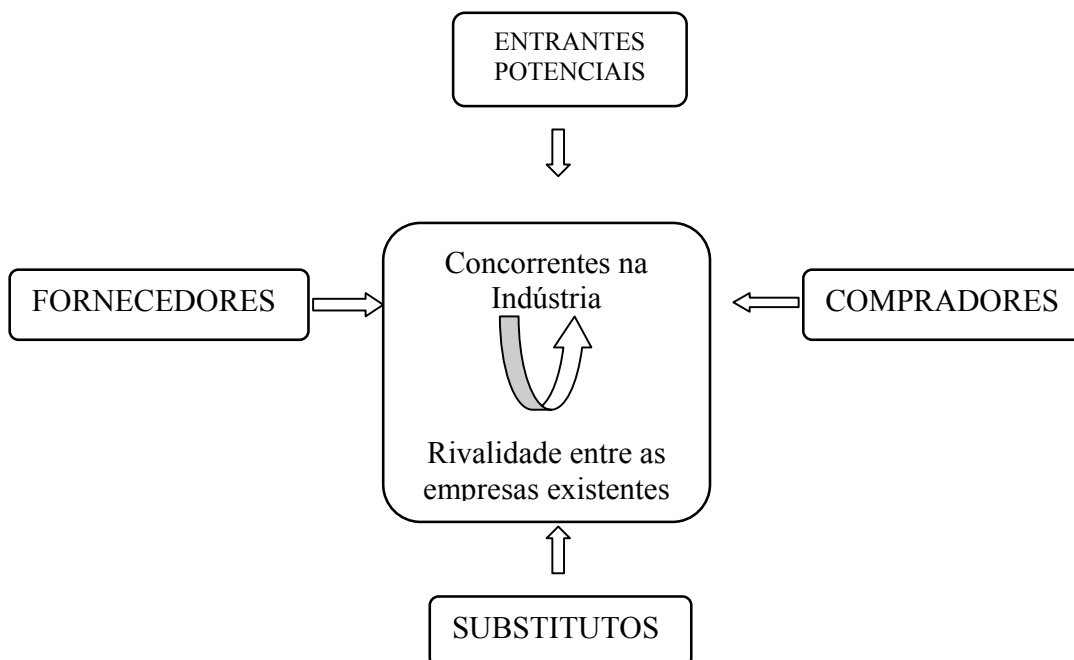 ENTRANTES
POTENCIAIS
Concorrentes na
Indústria
FORNECEDORES
COMPRADORES
Rivalidade entre as
empresas existentes
SUBSTITUTOS